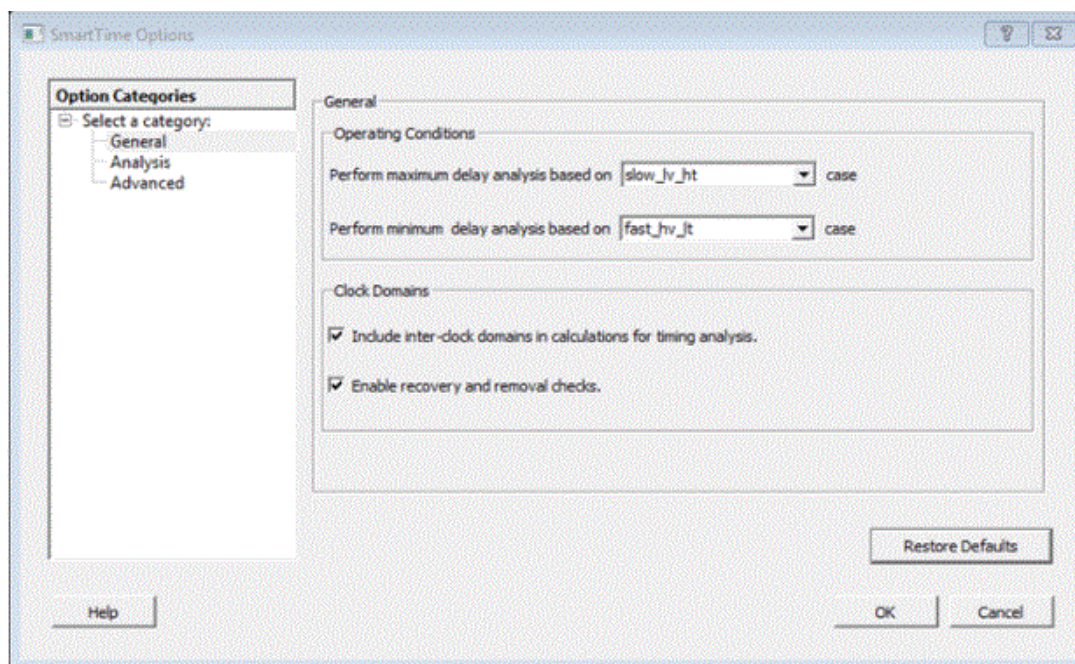 SmartTime Options
Option Categories
Select a category:
General
Analysis
Advanced
General
Operating Conditions
Perform maximum delay analysis based on slow_lv_ht case
Perform minimum delay analysis based on fast_hv_lt case
Clock Domains
Include inter-clock domains in calculations for timing analysis.
Enable recovery and removal checks.
Restore Defaults
Help OK Cancel